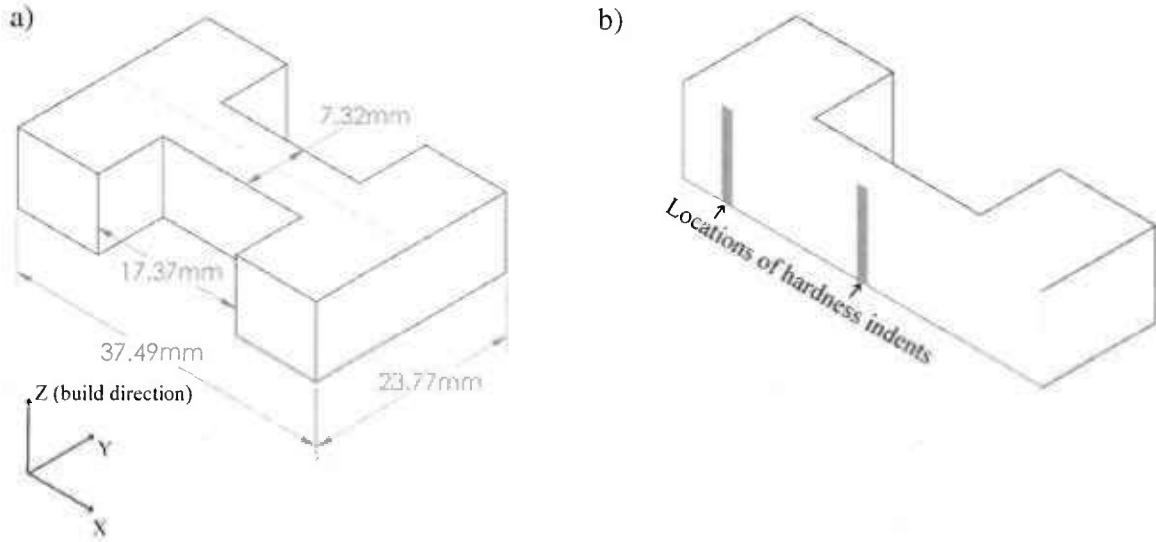 a)
b)
7.32mm
17.37mm
37.49mm
23.77mm
Z (build direction)
Y
X
Locations of hardness indents